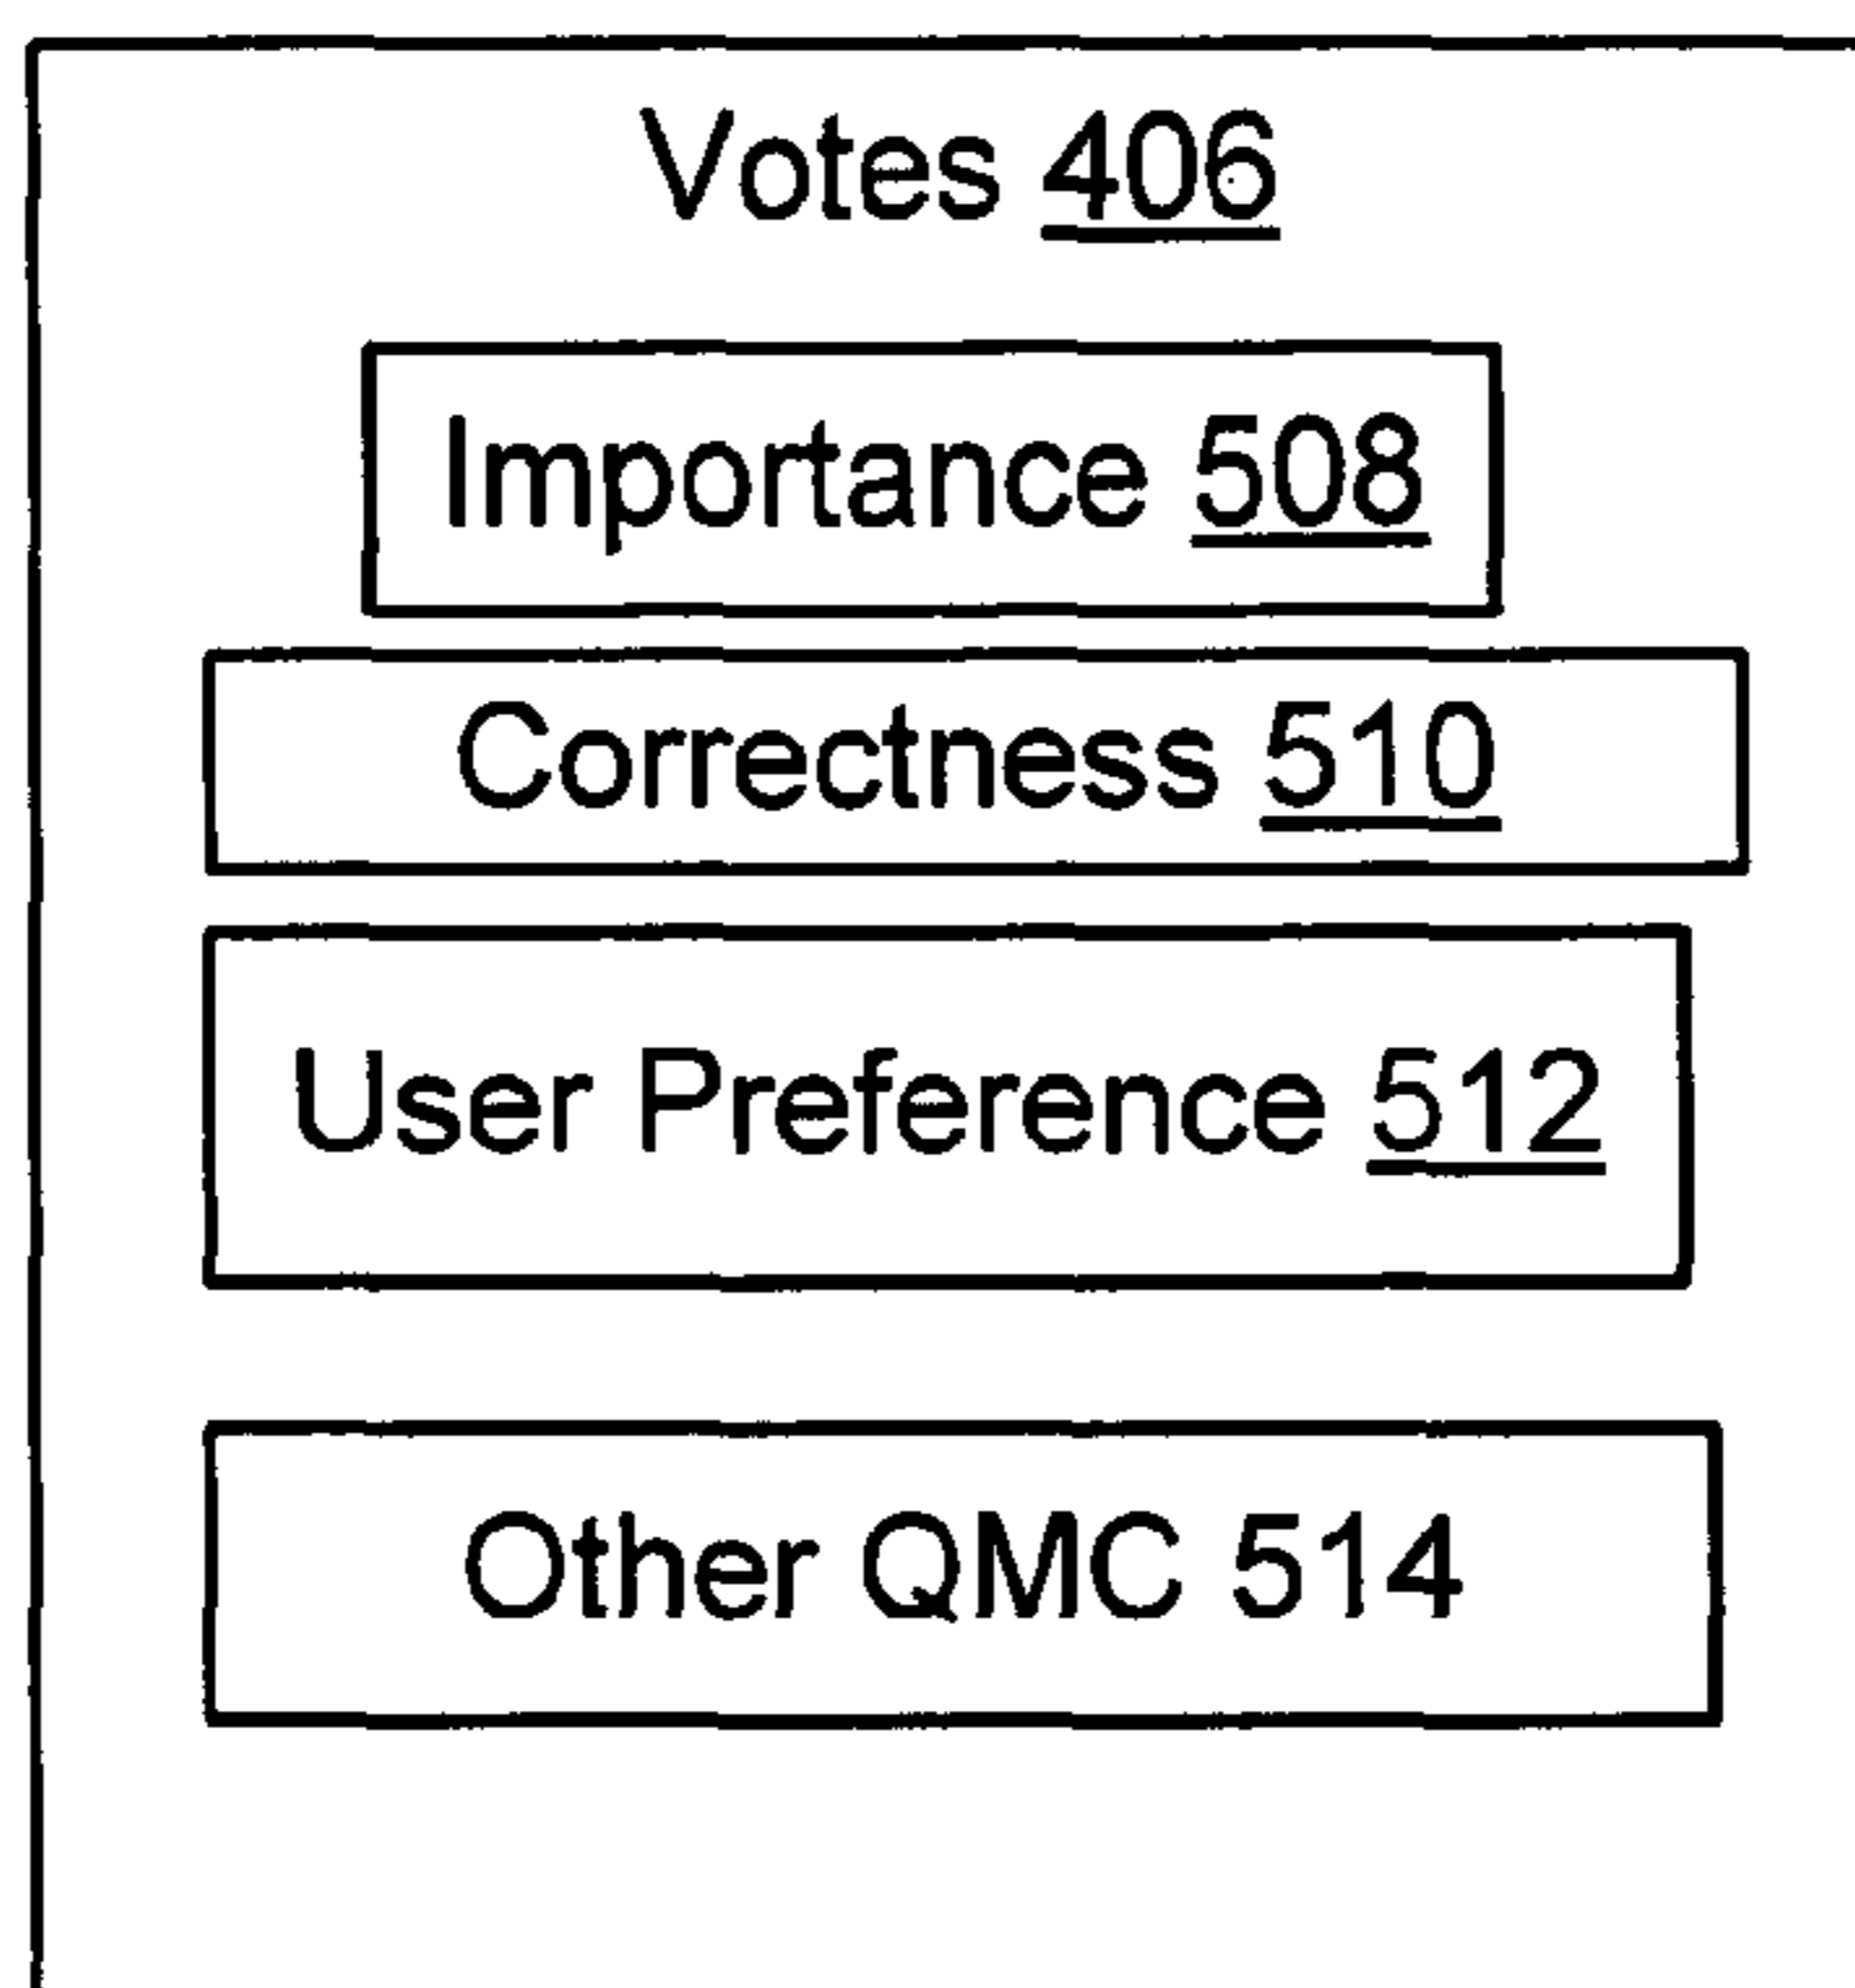 Votes 406
Importance 508
Correctness 510
User Preference 512
Other QMC 514